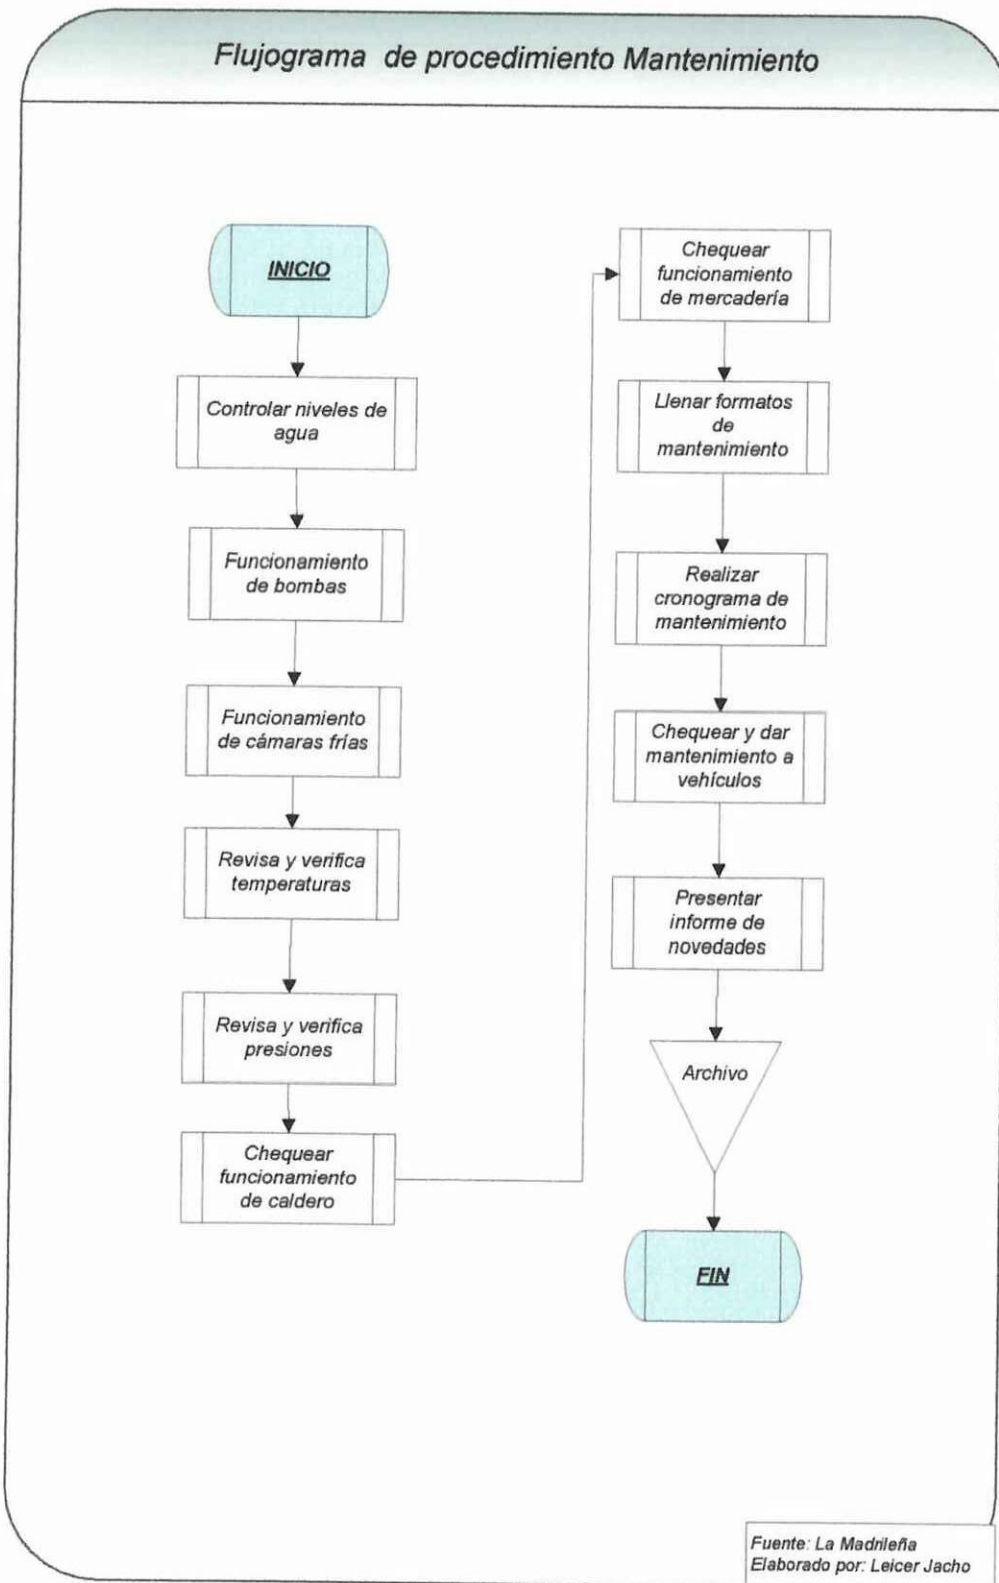 Flujograma de procedimiento Mantenimiento
INICIO
Controlar niveles de
agua
Funcionamiento
de bombas
Funcionamiento
de cámaras frías
Revisa y verifica
temperaturas
Revisa y verifica
presiones
Chequear
funcionamiento
de caldero
Chequear
funcionamiento
de mercadería
Llenar formatos
de
mantenimiento
Realizar
cronograma de
mantenimiento
Chequear y dar
mantenimiento a
vehículos
Presentar
informe de
novedades
Archivo
FIN
Fuente: La Madrileña
Elaborado por: Leicer Jacho